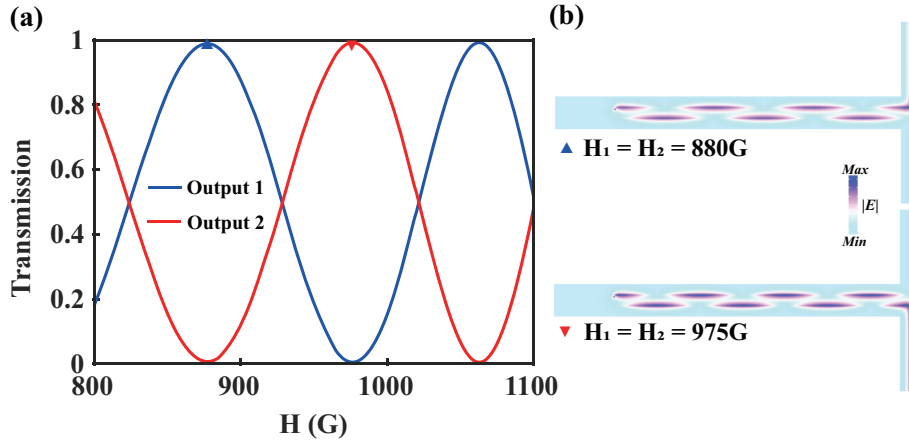 (a)
Transmission
1
0.8
0.6
0.4
0.2
0
800
900
1000
1100
H (G)
Output 1
Output 2
(b)
H₁ = H₂ = 880G
Max
|E|
Min
H₁ = H₂ = 975G